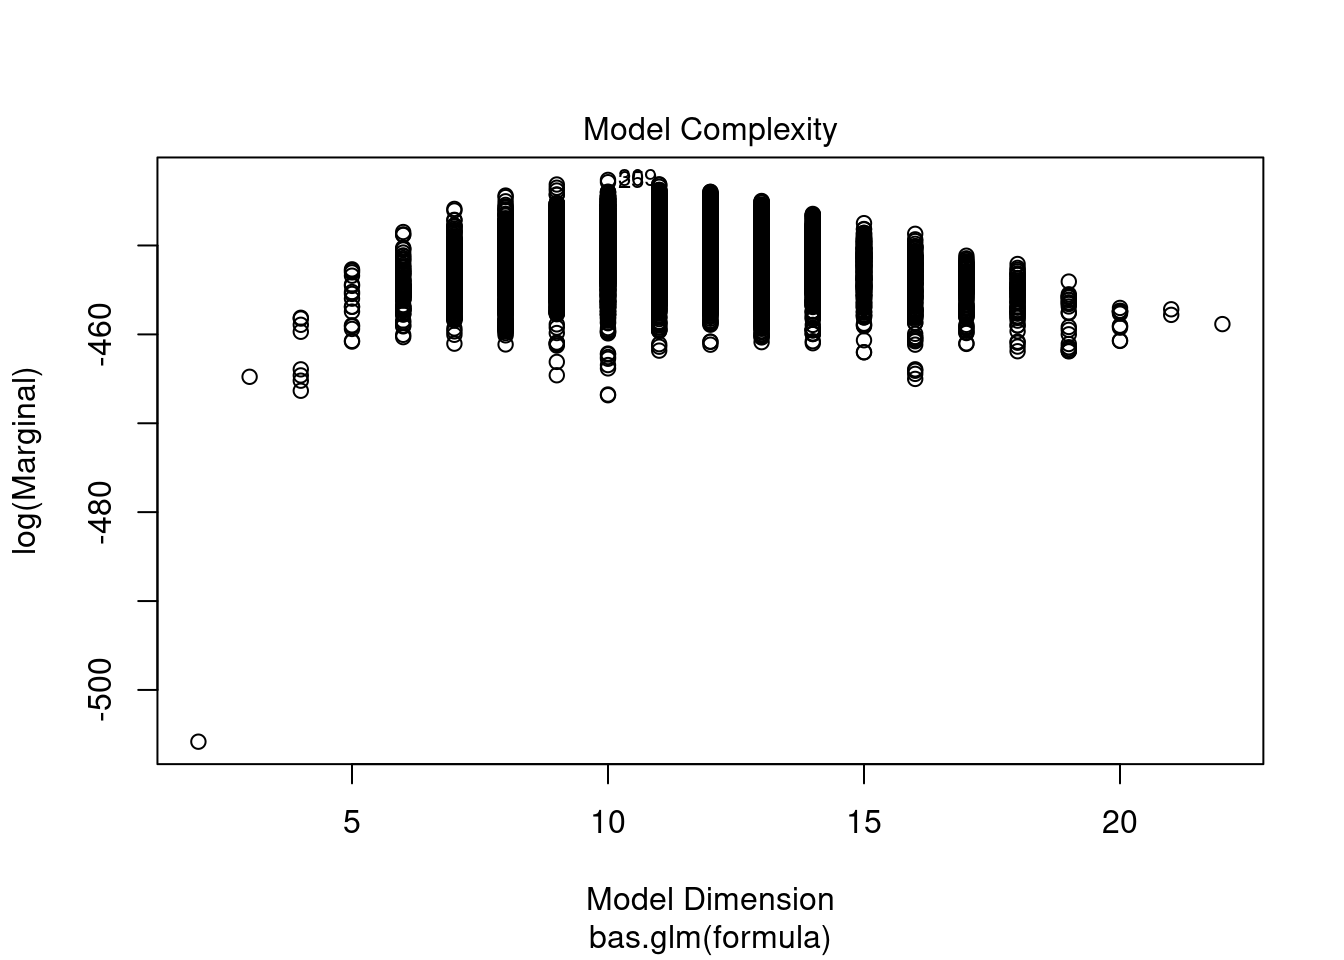 Model Complexity
log(Marginal)
-460
-480
-500
5 10 15 20
Model Dimension
bas.glm(formula)